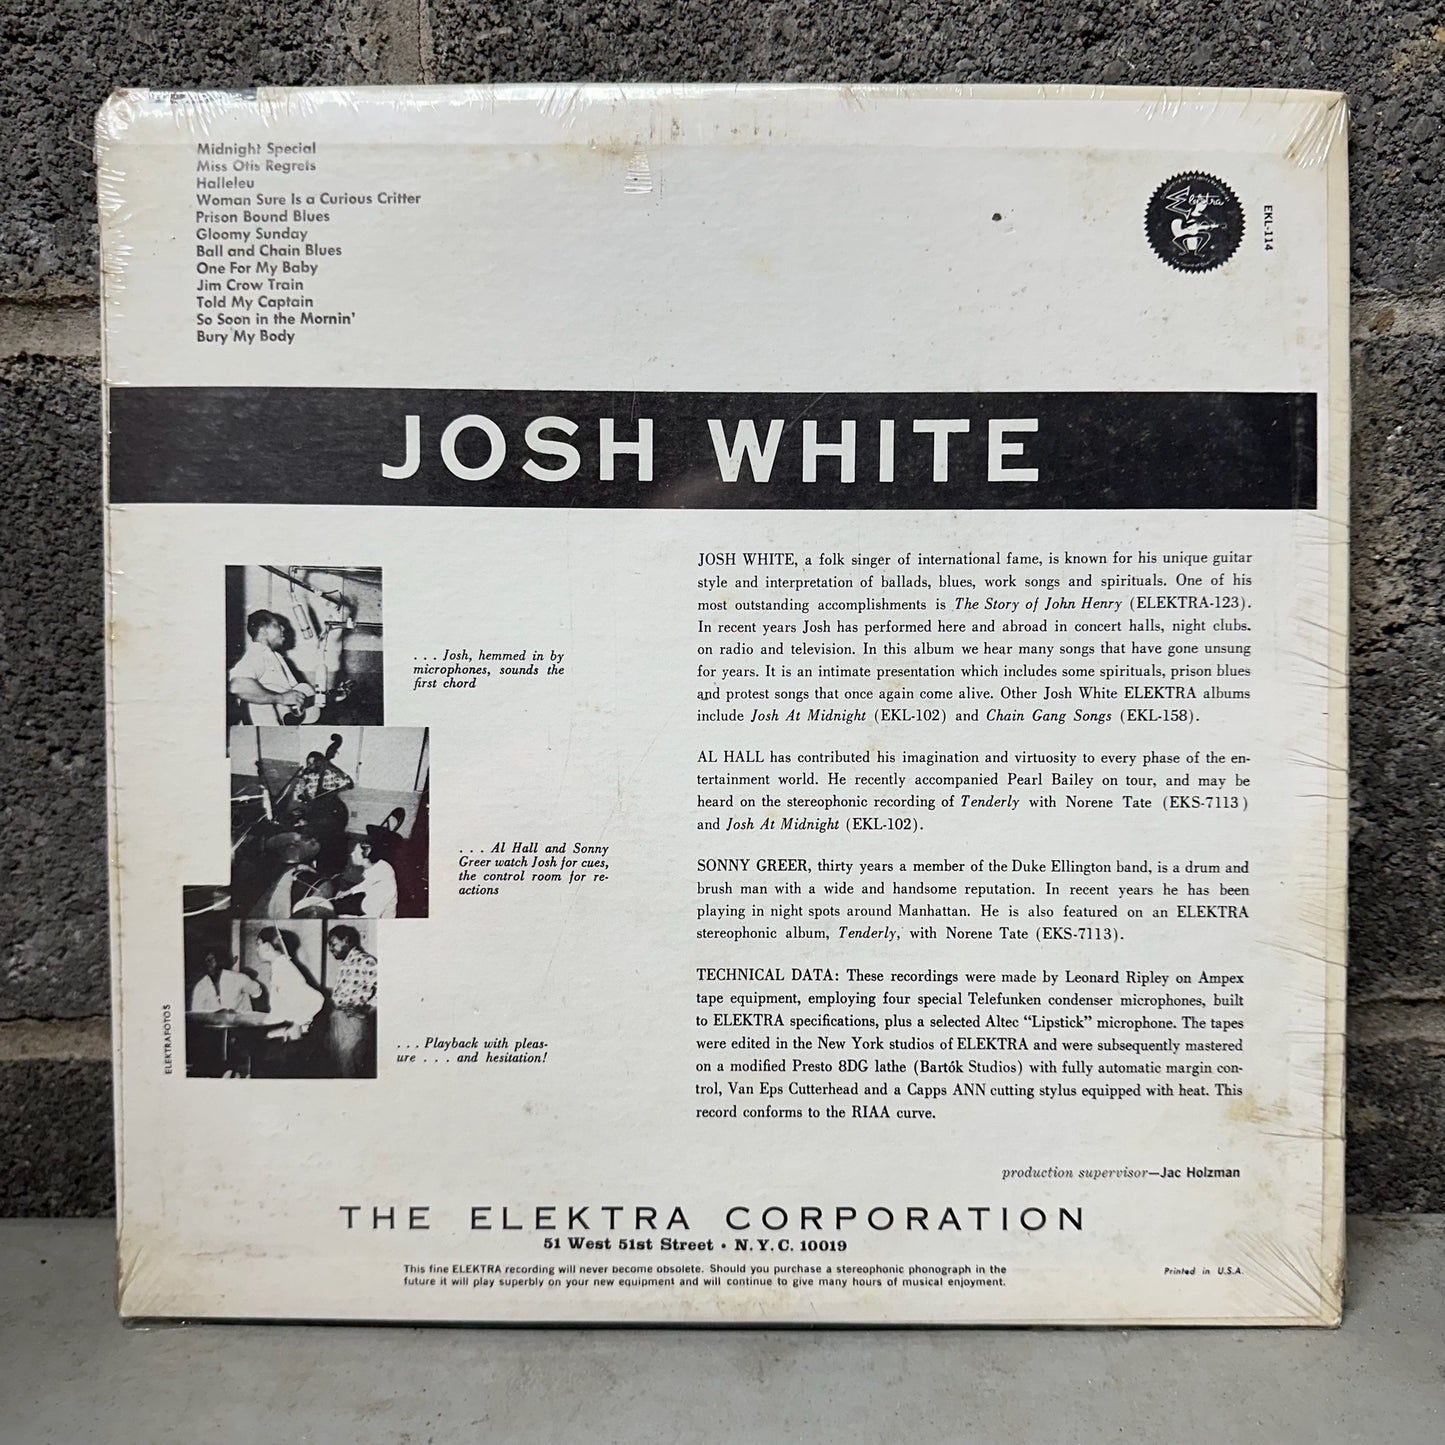 Midnight Special
Miss Otis Regrets
Halleleu
Woman Sure Is a Curious Critter
Prison Bound Blues
Gloomy Sunday
Ball and Chain Blues
One For My Baby
Jim Crow Train
Told My Captain
So Soon in the Mornin'
Bury My Body
Elektra
EKL-114
JOSH WHITE
. . . Josh, hemmed in by
microphones, sounds the
first chord
. . . Al Hall and Sonny
Greer watch Josh for cues,
the control room for re-
actions
. . . Playback with pleas-
ure . . . and hesitation!
ELEKTRAFOTOS
JOSH WHITE, a folk singer of international fame, is known for his unique guitar
style and interpretation of ballads, blues, work songs and spirituals. One of his
most outstanding accomplishments is The Story of John Henry (ELEKTRA-123).
In recent years Josh has performed here and abroad in concert halls, night clubs.
on radio and television. In this album we hear many songs that have gone unsung
for years. It is an intimate presentation which includes some spirituals, prison blues
and protest songs that once again come alive. Other Josh White ELEKTRA albums
include Josh At Midnight (EKL-102) and Chain Gang Songs (EKL-158).
AL HALL has contributed his imagination and virtuosity to every phase of the en-
tertainment world. He recently accompanied Pearl Bailey on tour, and may be
heard on the stereophonic recording of Tenderly with Norene Tate (EKS-7113 )
and Josh At Midnight (EKL-102).
SONNY GREER, thirty years a member of the Duke Ellington band, is a drum and
brush man with a wide and handsome reputation. In recent years he has been
playing in night spots around Manhattan. He is also featured on an ELEKTRA
stereophonic album, Tenderly, with Norene Tate (EKS-7113).
TECHNICAL DATA: These recordings were made by Leonard Ripley on Ampex
tape equipment, employing four special Telefunken condenser microphones, built
to ELEKTRA specifications, plus a selected Altec "Lipstick" microphone. The tapes
were edited in the New York studios of ELEKTRA and were subsequently mastered
on a modified Presto 8DG lathe (Bartók Studios) with fully automatic margin con-
trol, Van Eps Cutterhead and a Capps ANN cutting stylus equipped with heat. This
record conforms to the RIAA curve.
production supervisor—Jac Holzman
THE ELEKTRA CORPORATION
51 West 51st Street • N.Y.C. 10019
This fine ELEKTRA recording will never become obsolete. Should you purchase a stereophonic phonograph in the
future it will play superbly on your new equipment and will continue to give many hours of musical enjoyment.
Printed in U.S.A.